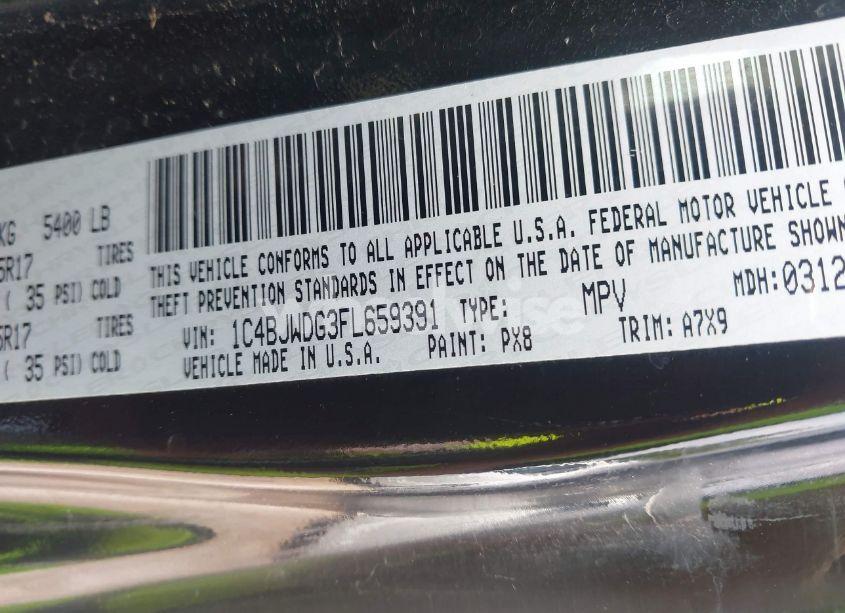 KG 5400 LB
5R17 TIRES
( 35 PSI) COLD
5R17 TIRES
( 35 PSI) COLD
THIS VEHICLE CONFORMS TO ALL APPLICABLE U.S.A. FEDERAL MOTOR VEHICLE
THEFT PREVENTION STANDARDS IN EFFECT ON THE DATE OF MANUFACTURE SHOWN
VIN: 1C4BJWDG3FL659391 TYPE: MPV MDH:0312
VEHICLE MADE IN U.S.A. PAINT: PX8 TRIM: A7X9